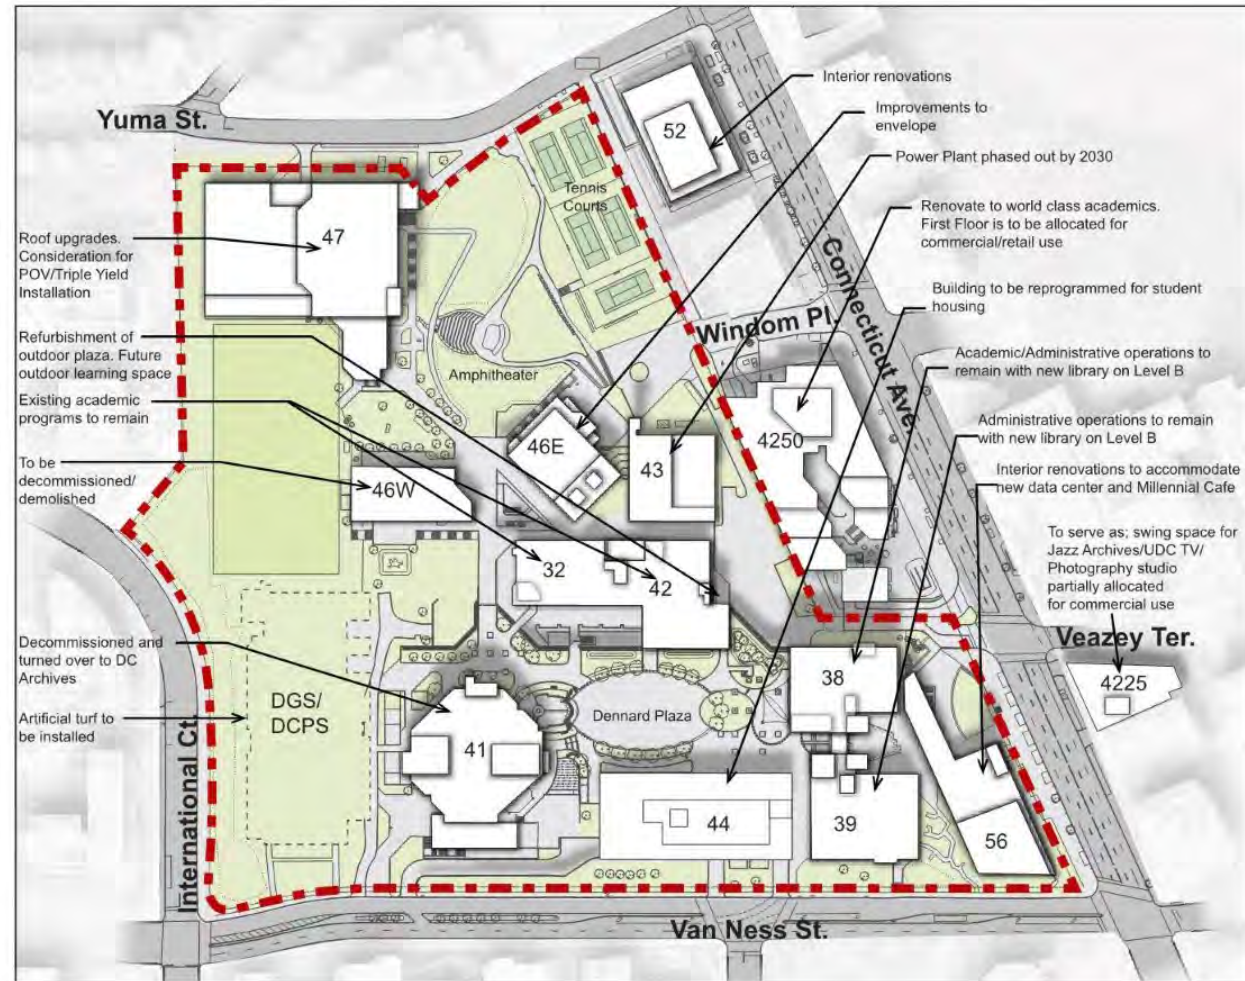 Yuma St.
52
Interior renovations
Improvements to
envelope
Power Plant phased out by 2030
Tennis
Courts
Renovate to world class academics.
First Floor is to be allocated for
commercial/retail use
47
Roof upgrades.
Consideration for
POV/Triple Yield
Installation
Connecticut Ave.
Building to be reprogrammed for student
housing
Windom Pl.
Refurbishment of
outdoor plaza. Future
outdoor learning space
Amphitheater
Academic/Administrative operations to
remain with new library on Level B
Existing academic
programs to remain
Administrative operations to remain
with new library on Level B
46E
43
4250
To be
decommissioned/
demolished
46W
Interior renovations to accommodate
new data center and Millennial Cafe
To serve as; swing space for
Jazz Archives/UDC TV/
Photography studio
partially allocated
for commercial use
32
42
Decommissioned and
turned over to DC
Archives
Veazey Ter.
38
4225
DGS/
DCPS
Dennard Plaza
Artificial turf to
be installed
41
International Ct.
44
39
56
Van Ness St.